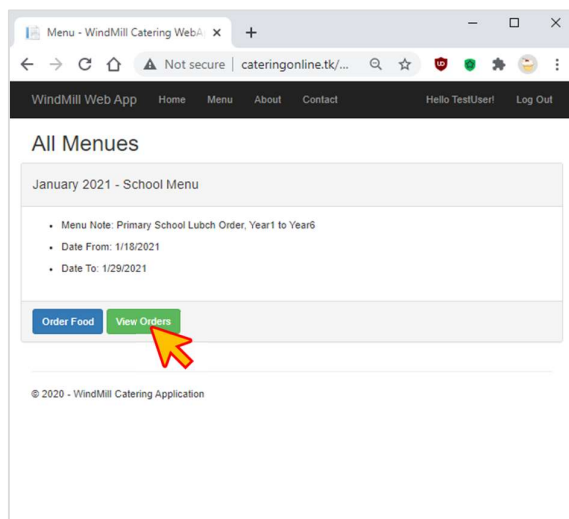 Menu - WindMill Catering WebA
Not secure | cateringonline.tk/...
WindMill Web App Home Menu About Contact Hello TestUser! Log Out
All Menues
January 2021 - School Menu
• Menu Note: Primary School Lubch Order, Year1 to Year6
• Date From: 1/18/2021
• Date To: 1/29/2021
Order Food View Orders
© 2020 - WindMill Catering Application